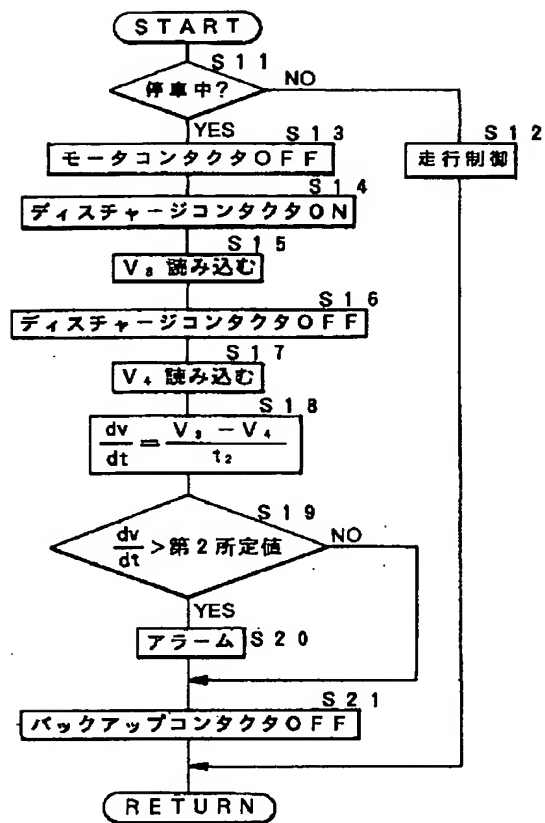 START
S11
停車中?
NO
YES
S13
S12
モータコンタクタOFF
走行制御
S14
ディスチャージコンタクタON
S15
V₃ 読み込む
S16
ディスチャージコンタクタOFF
S17
V₄ 読み込む
S18
dv/dt = (V₃ − V₄)/t₂
S19
dv/dt > 第2所定値
NO
YES
アラーム
S20
S21
バックアップコンタクタOFF
RETURN